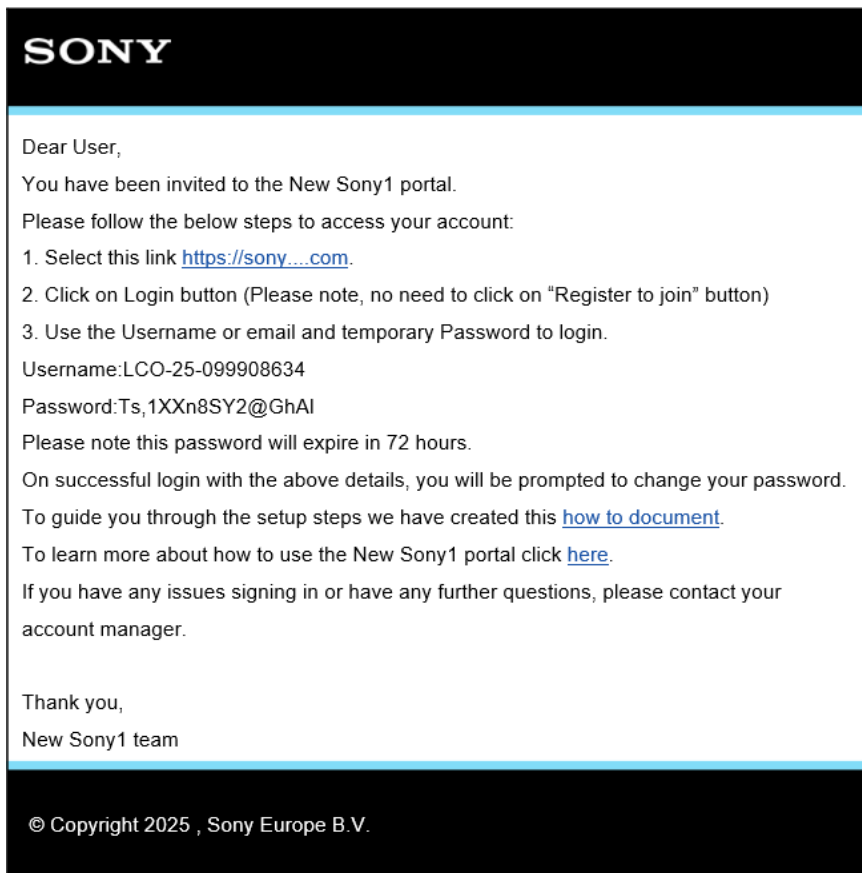 SONY
Dear User,
You have been invited to the New Sony1 portal.
Please follow the below steps to access your account:
1. Select this link https://sony....com.
2. Click on Login button (Please note, no need to click on “Register to join” button)
3. Use the Username or email and temporary Password to login.
Username:LCO-25-099908634
Password:Ts,1XXn8SY2@GhAI
Please note this password will expire in 72 hours.
On successful login with the above details, you will be prompted to change your password.
To guide you through the setup steps we have created this how to document.
To learn more about how to use the New Sony1 portal click here.
If you have any issues signing in or have any further questions, please contact your
account manager.
Thank you,
New Sony1 team
© Copyright 2025 , Sony Europe B.V.